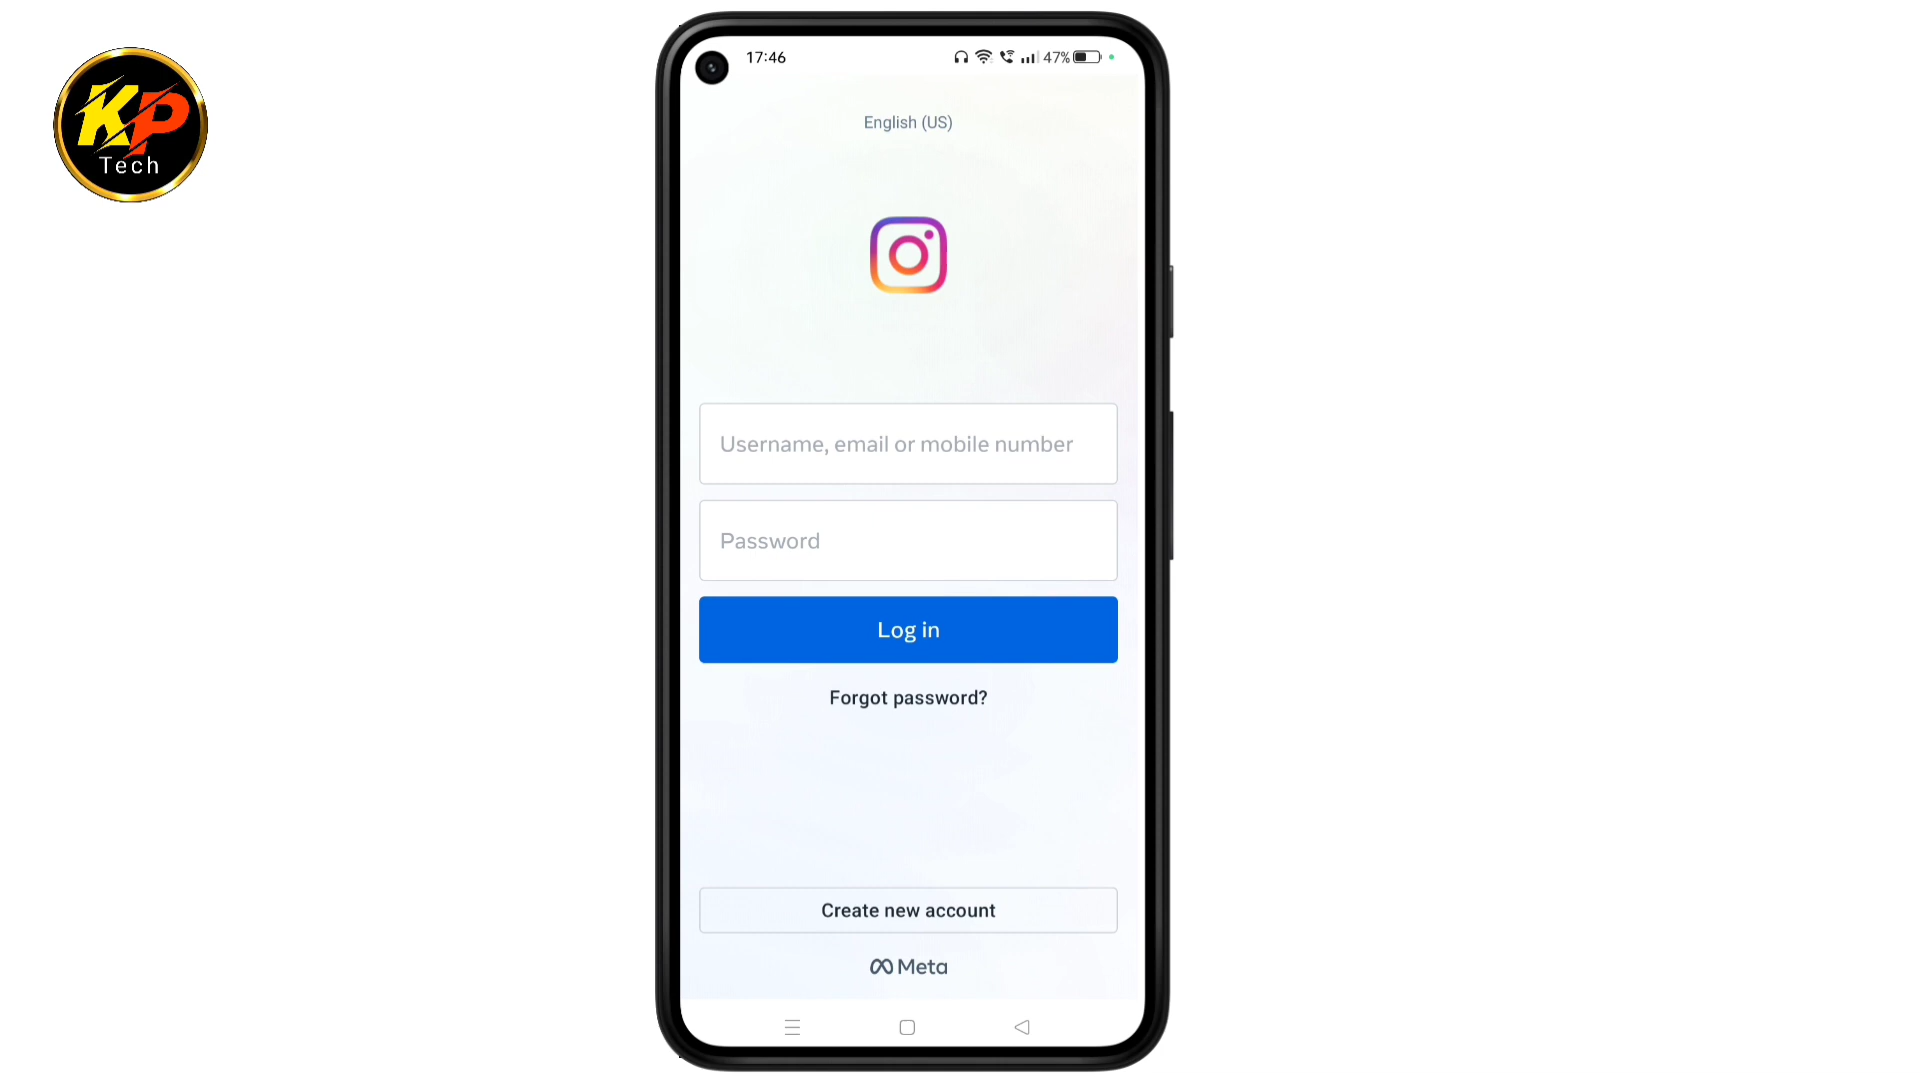 KP
Tech
17:46
47%
English (US)
Username, email or mobile number
Password
Log in
Forgot password?
Create new account
Meta